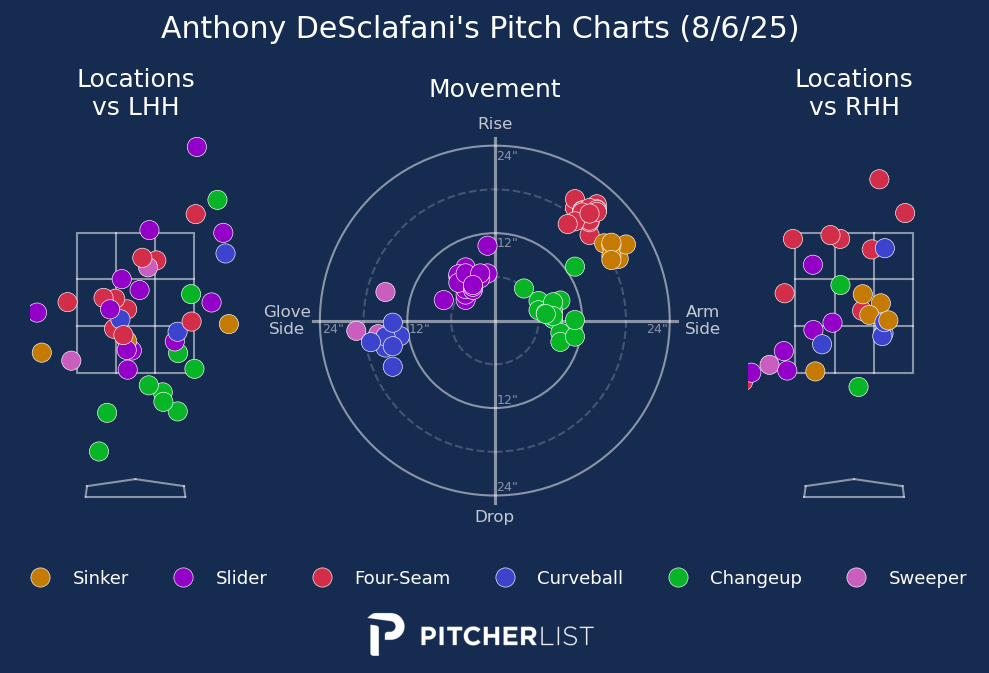 Anthony DeSclafani's Pitch Charts (8/6/25)
Locations
vs LHH
Movement
Locations
vs RHH
Rise
24"
12"
Glove
Side
24"
12"
24"
Arm
Side
12"
24"
Drop
Sinker
Slider
Four-Seam
Curveball
Changeup
Sweeper
PITCHERLIST